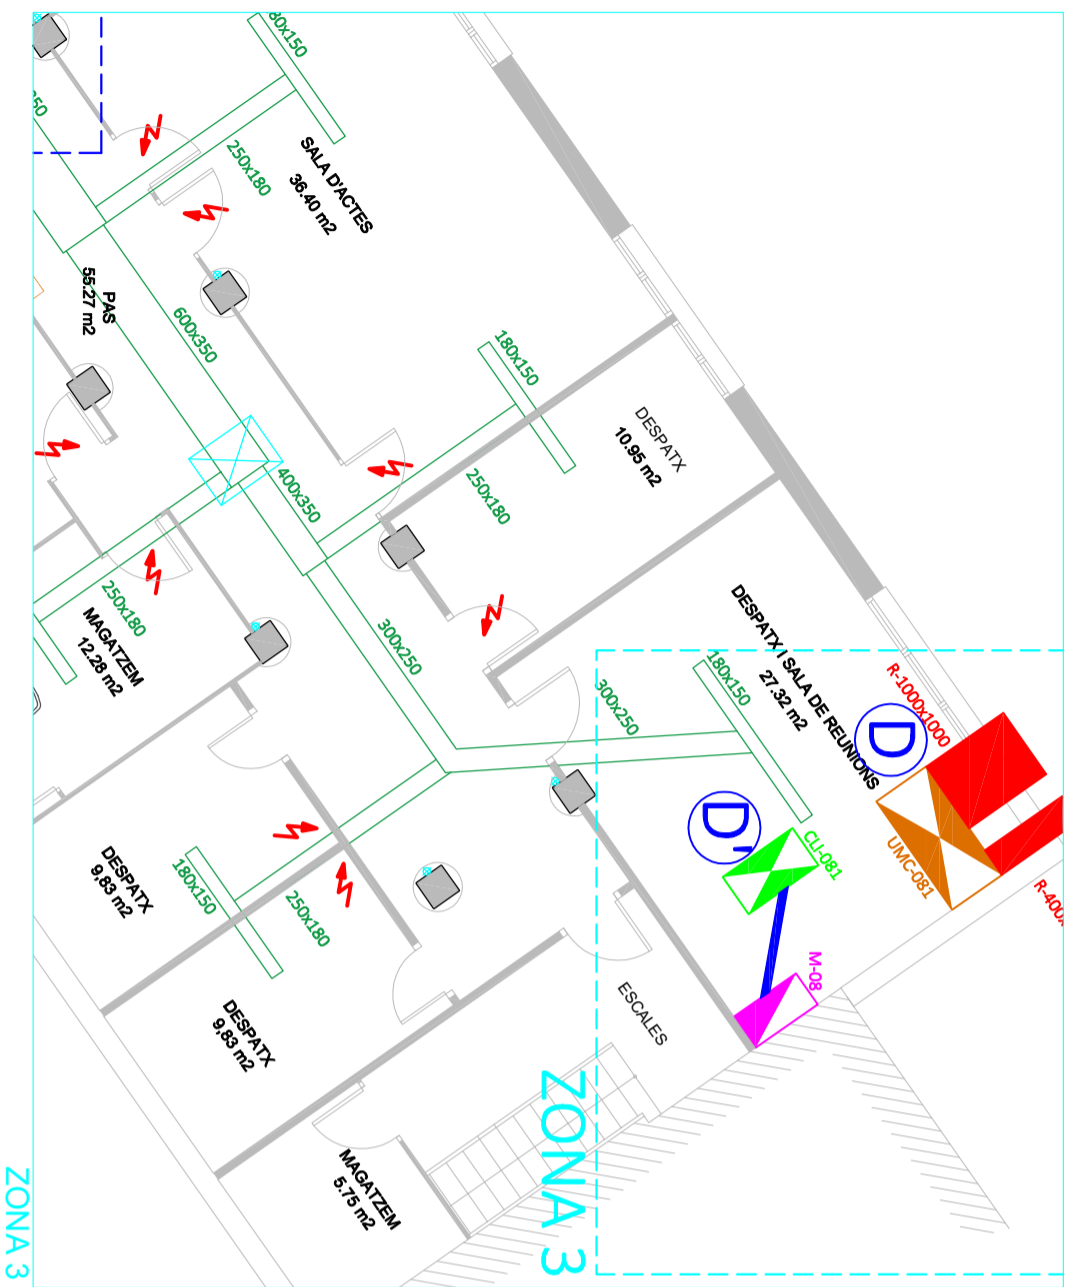 80x150
250x180
SALA D'ACTES
36.40 m2
PAS
55.27 m2
600x350
180x150
DESPATX
10.95 m2
400x350
250x180
250x180
MAGATZEM
12.28 m2
300x250
DESPATX I SALA DE REUNIONS
27.32 m2
180x150
300x250
R-1000x1000
D
D'
CLI-081
UMC-081
M-08
DESPATX
9,83 m2
180x150
250x180
DESPATX
9,83 m2
ESCALES
MAGATZEM
5.75 m2
ZONA 3
ZONA 3